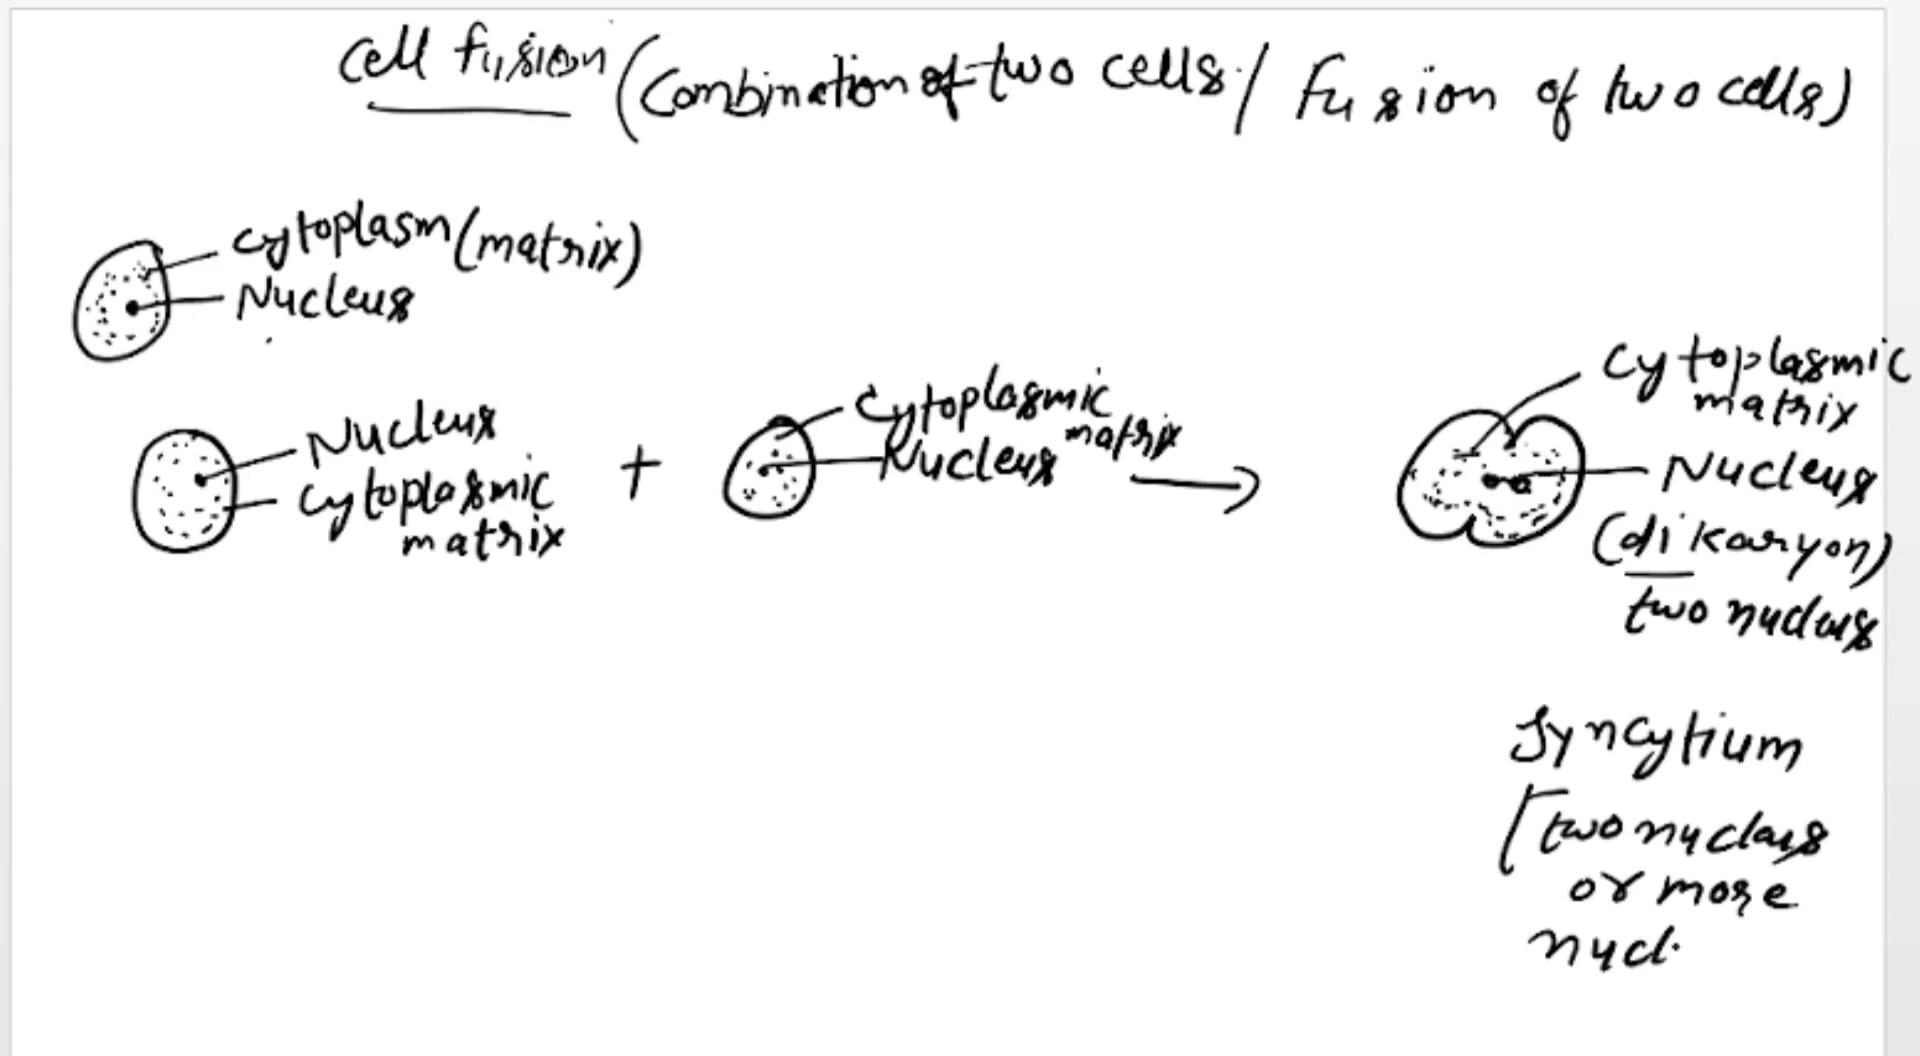 Cell fusion (Combination of two cells / Fusion of two cells)
Cytoplasm (matrix)
Nucleus
Nucleus
Cytoplasmic
matrix
+
Cytoplasmic
matrix
Nucleus
Cytoplasmic
matrix
Nucleus
(dikaryon)
two nucleus
Syncytium
[two nucleus
or more
nucl